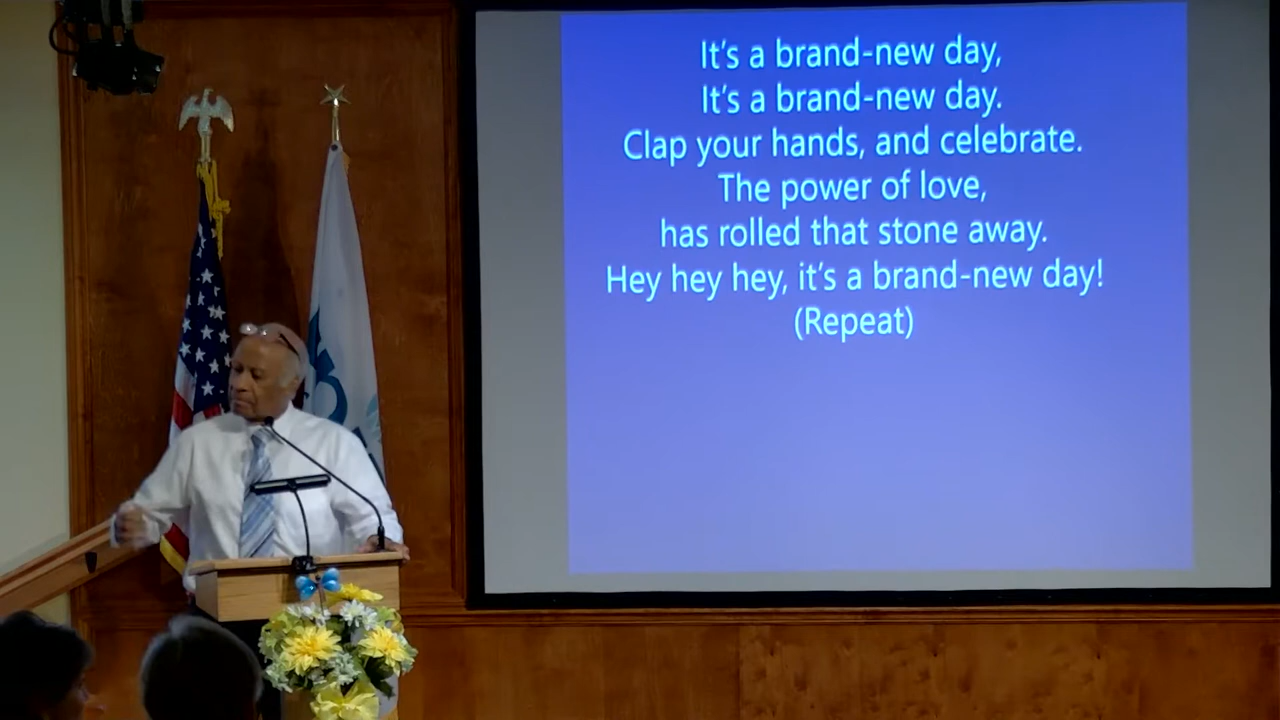 It's a brand-new day,
It's a brand-new day.
Clap your hands, and celebrate.
The power of love,
has rolled that stone away.
Hey hey hey, it's a brand-new day!
(Repeat)